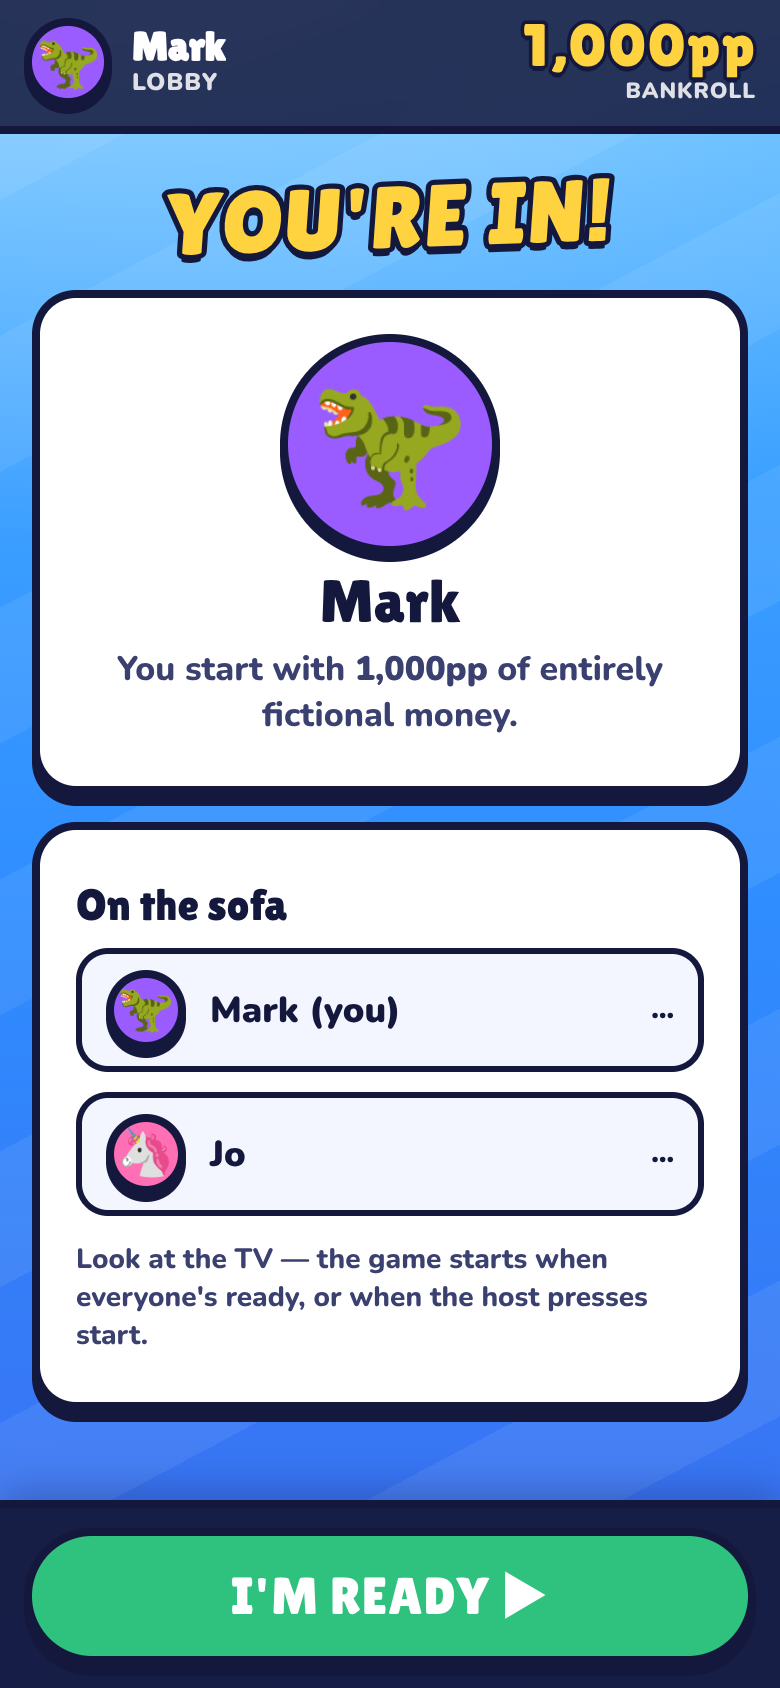 Mark
LOBBY
1,000pp
BANKROLL
YOU'RE IN!
Mark
You start with 1,000pp of entirely
fictional money.
On the sofa
Mark (you)
...
Jo
...
Look at the TV — the game starts when
everyone's ready, or when the host presses
start.
I'M READY ▶